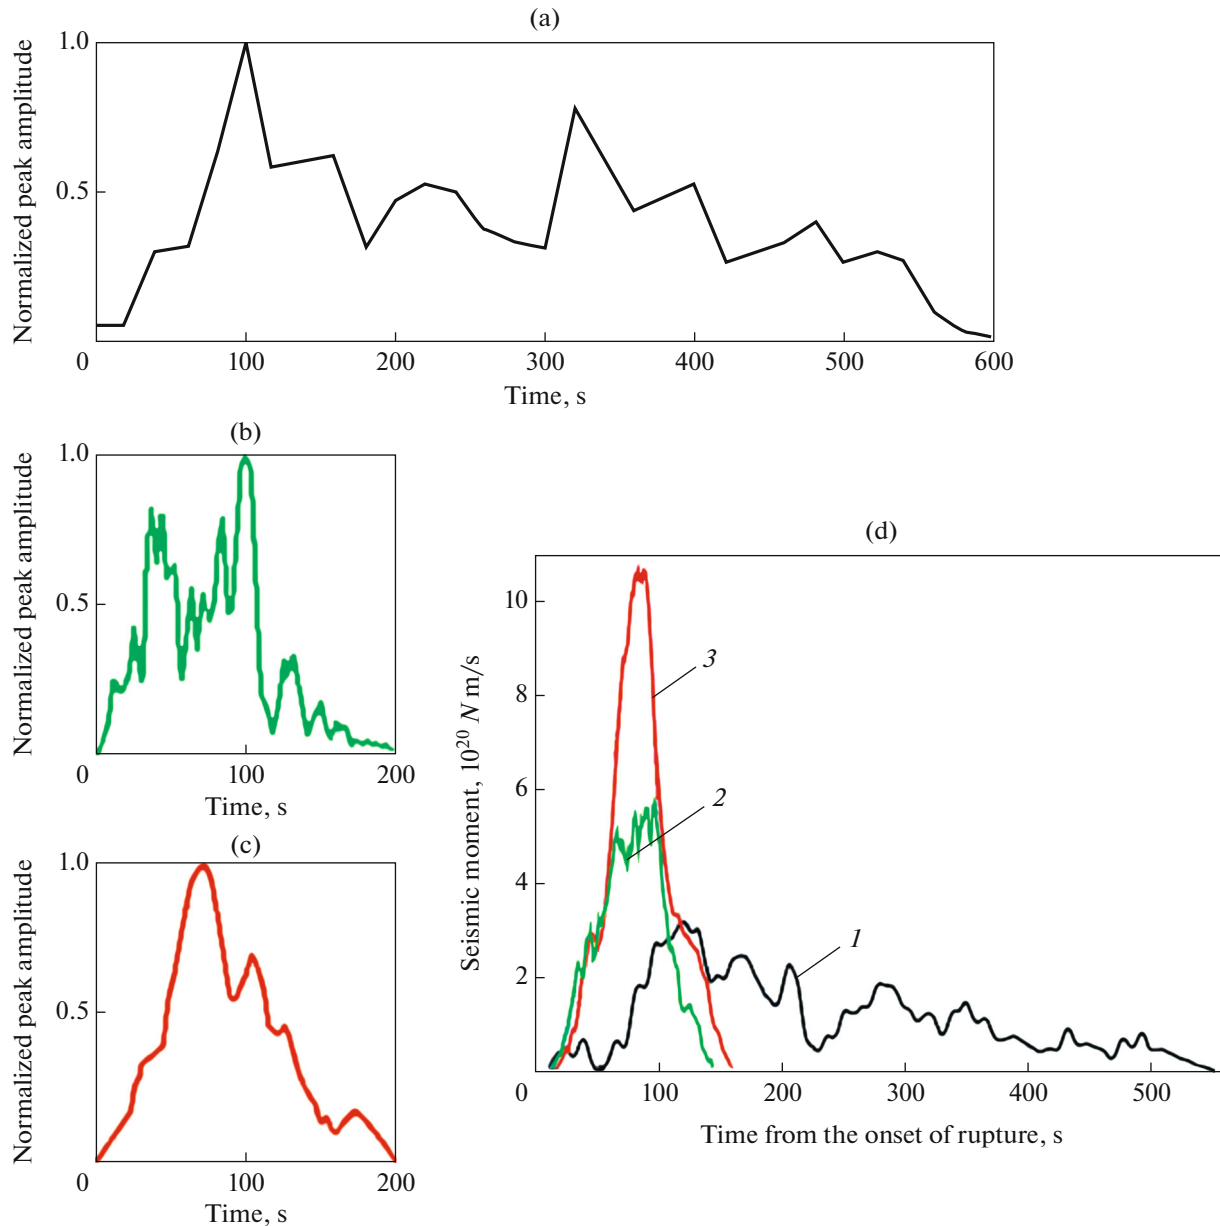 (a)
Normalized peak amplitude
1.0
0.5
0
100
200
300
400
500
600
Time, s
(b)
Normalized peak amplitude
1.0
0.5
0
100
200
Time, s
(c)
Normalized peak amplitude
1.0
0.5
0
100
200
Time, s
(d)
Seismic moment, 10²⁰ N m/s
10
8
6
4
2
3
2
1
0
100
200
300
400
500
Time from the onset of rupture, s